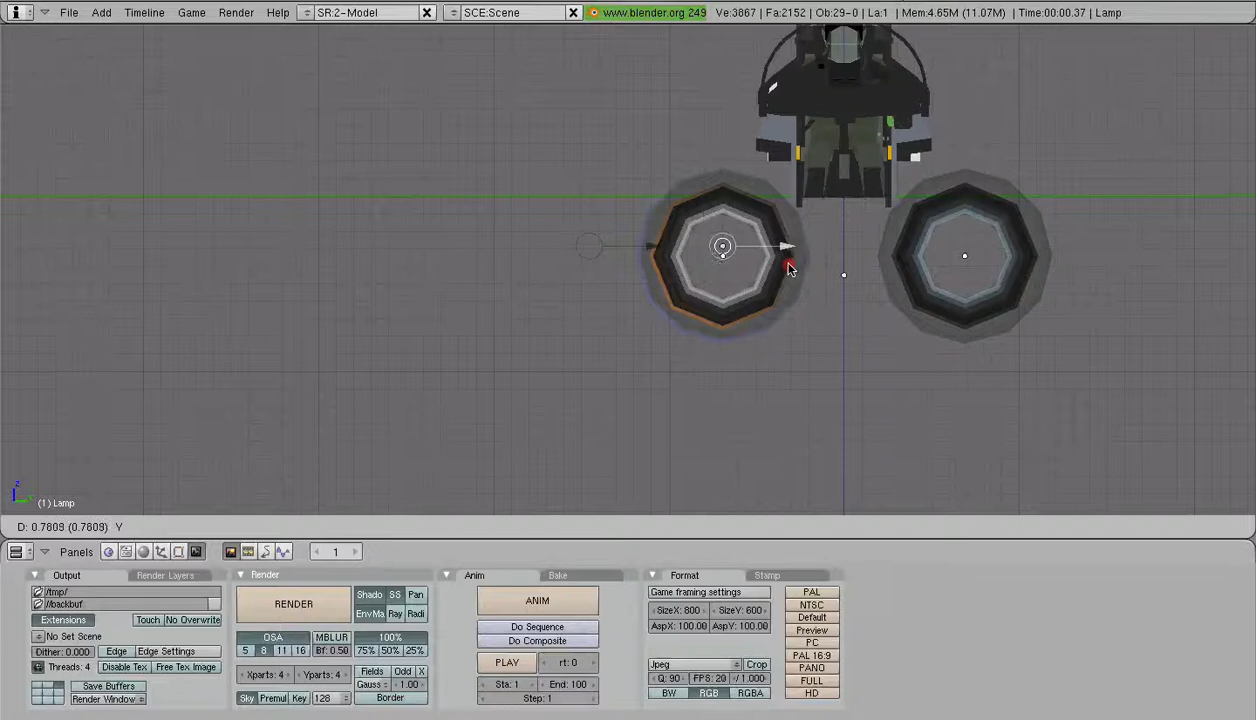 File Add Timeline Game Render Help SR:2-Model SCE:Scene www.blender.org 249 Ve:3867 | Fa:2152 | Ob:29-0 | La:1 | Mem:4.65M (11.07M) | Time:00:00.37 | Lamp
z
(1) Lamp
D: 0.7609 (0.7609) Y
Panels 1
Output Render Layers
/tmp/
//backbuf
Extensions Touch No Overwrite
No Set Scene
Dither: 0.000 Edge Edge Settings
Threads: 4 Disable Tex Free Tex Image
Save Buffers
Render Window
Render
RENDER
Shado SS Pan
EnvMa Ray Radi
OSA MBLUR 100%
5 8 11 16 Bf: 0.50 75% 50% 25%
Xparts: 4 Yparts: 4 Fields Odd X
Gauss 1.00
Sky Premul Key 128 Border
Anim Bake
ANIM
Do Sequence
Do Composite
PLAY rt: 0
Sta: 1 End: 100
Step: 1
Format Stamp
Game framing settings
SizeX: 800 SizeY: 600
AspX: 100.00 AspY: 100.00
Jpeg Crop
Q: 90 FPS: 20 / 1.000
BW RGB RGBA
PAL
NTSC
Default
Preview
PC
PAL 16:9
PANO
FULL
HD